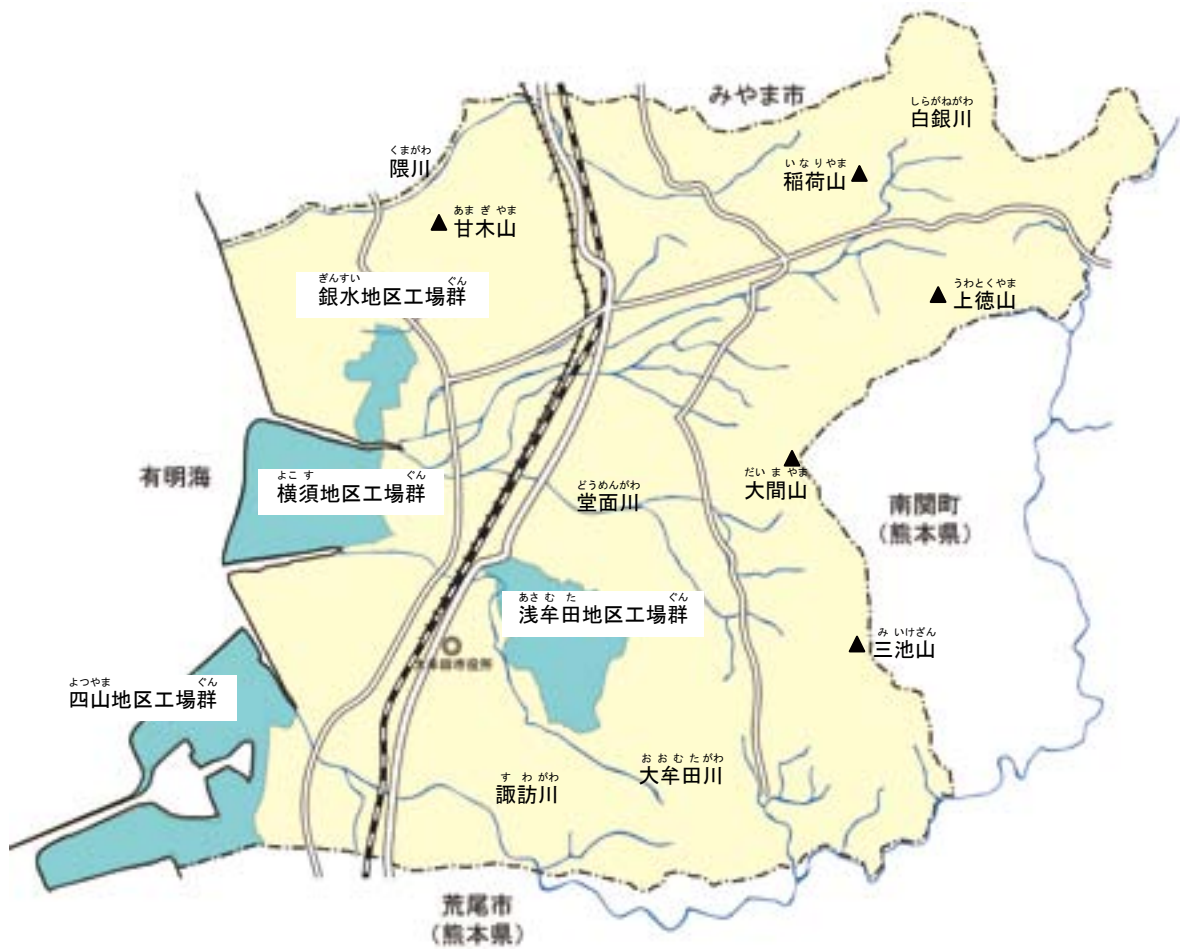 みやま市
しらがねがわ
白銀川
くまがわ
隈川
いなりやま
稲荷山
あまぎやま
甘木山
ぎんすい ぐん
銀水地区工場群
うわとくやま
上徳山
有明海
よこす ぐん
横須地区工場群
どうめんがわ
堂面川
だいまやま
大間山
南関町
(熊本県)
あさむた ぐん
浅牟田地区工場群
みいけざん
三池山
大牟田市役所
よつやま ぐん
四山地区工場群
おおむたがわ
大牟田川
すわがわ
諏訪川
荒尾市
(熊本県)